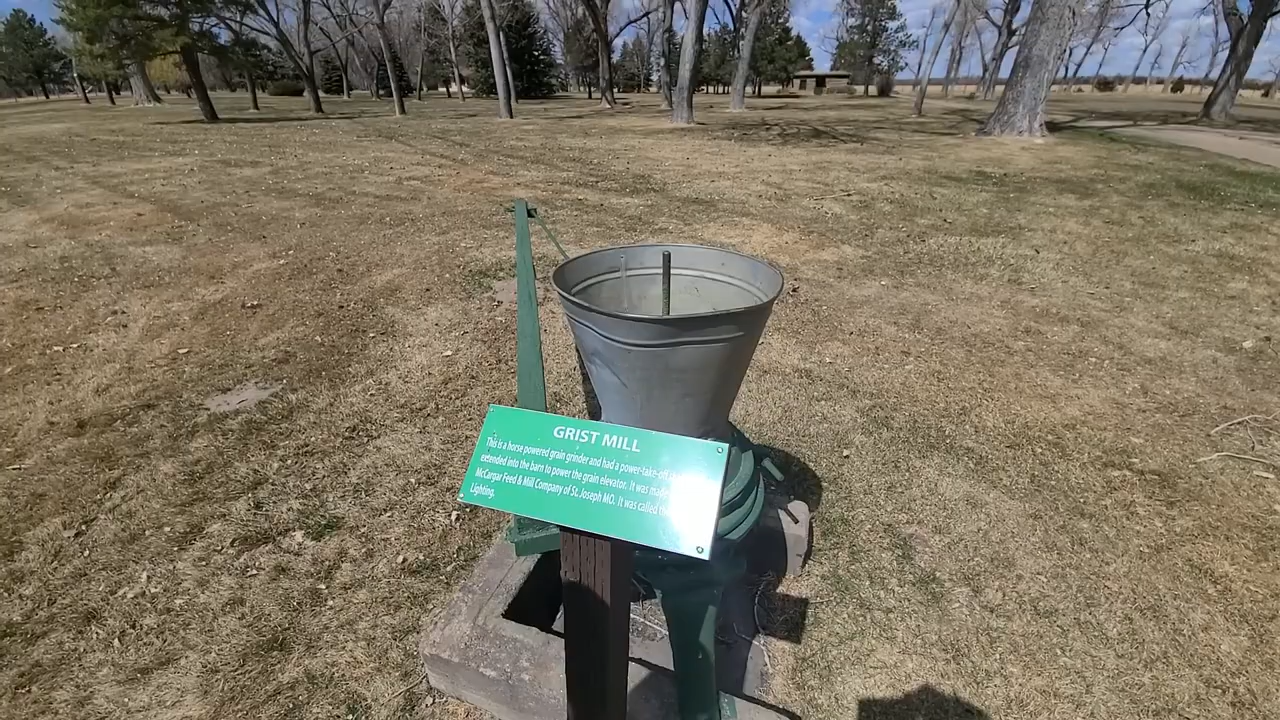 GRIST MILL
This is a horse powered grain grinder and had a power-take-off
extended into the barn to power the grain elevator. It was made
McCargar Feed & Mill Company of St. Joseph MO. It was called the
Lighting.